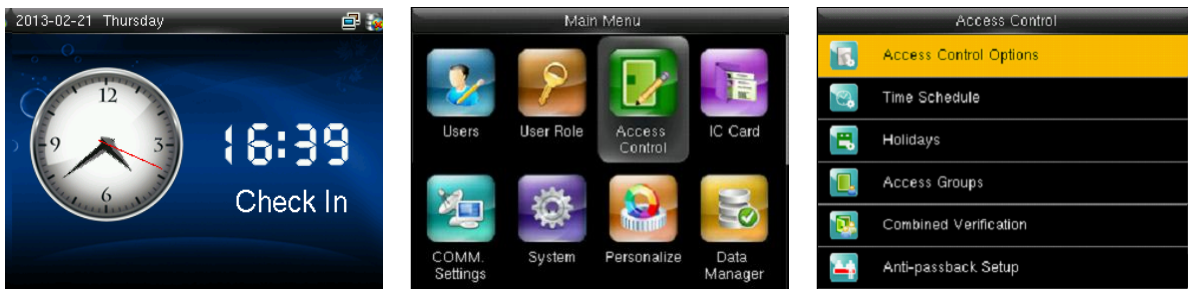 2013-02-21 Thursday
12
9
3
6
16:39
Check In
Main Menu
Users
User Role
Access
Control
IC Card
COMM.
Settings
System
Personalize
Data
Manager
Access Control
Access Control Options
Time Schedule
Holidays
Access Groups
Combined Verification
Anti-passback Setup